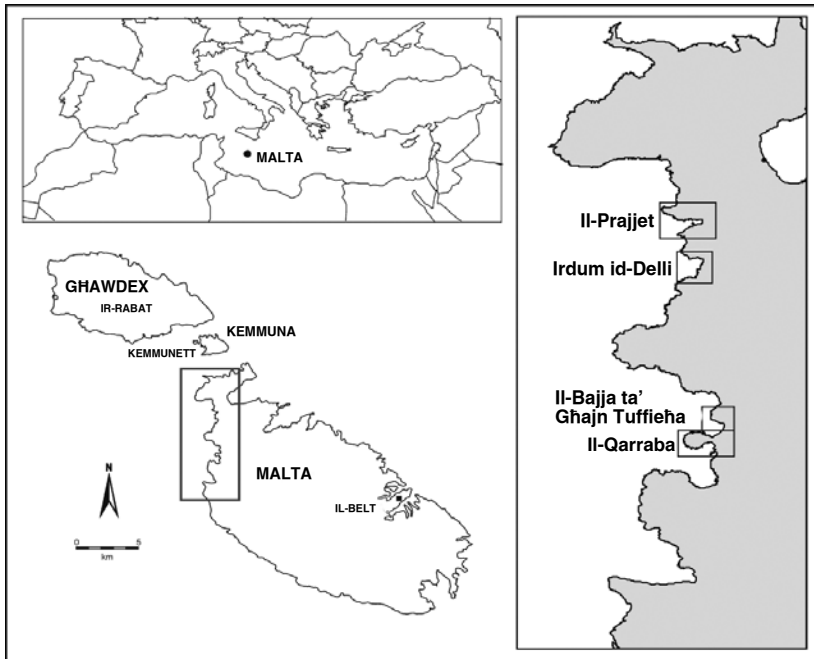 MALTA
GĦAWDEX
IR-RABAT
KEMMUNA
KEMMUNETT
MALTA
IL-BELT
N
0 5
km
Il-Prajjet
Irdum id-Delli
Il-Bajja ta’
Għajn Tuffieħa
Il-Qarraba